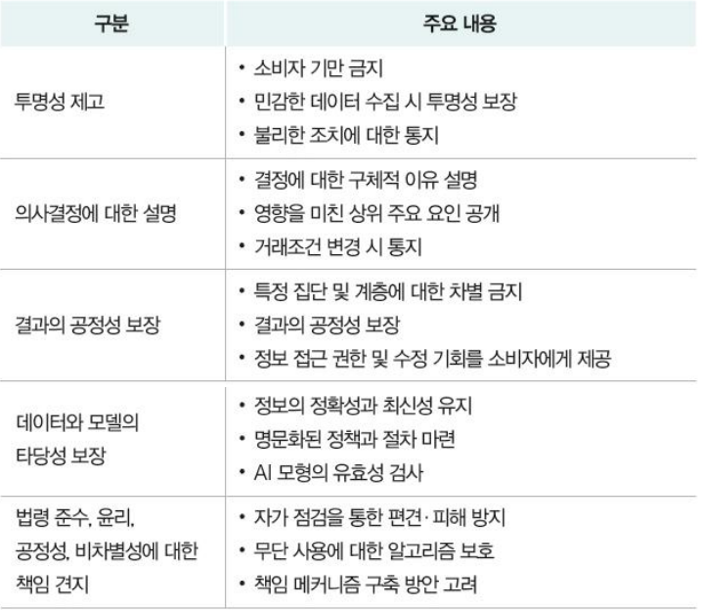 구분
주요 내용
투명성 제고
• 소비자 기만 금지
• 민감한 데이터 수집 시 투명성 보장
• 불리한 조치에 대한 통지
의사결정에 대한 설명
• 결정에 대한 구체적 이유 설명
• 영향을 미친 상위 주요 요인 공개
• 거래조건 변경 시 통지
결과의 공정성 보장
• 특정 집단 및 계층에 대한 차별 금지
• 결과의 공정성 보장
• 정보 접근 권한 및 수정 기회를 소비자에게 제공
데이터와 모델의
타당성 보장
• 정보의 정확성과 최신성 유지
• 명문화된 정책과 절차 마련
• AI 모형의 유효성 검사
법령 준수, 윤리,
공정성, 비차별성에 대한
책임 견지
• 자가 점검을 통한 편견·피해 방지
• 무단 사용에 대한 알고리즘 보호
• 책임 메커니즘 구축 방안 고려